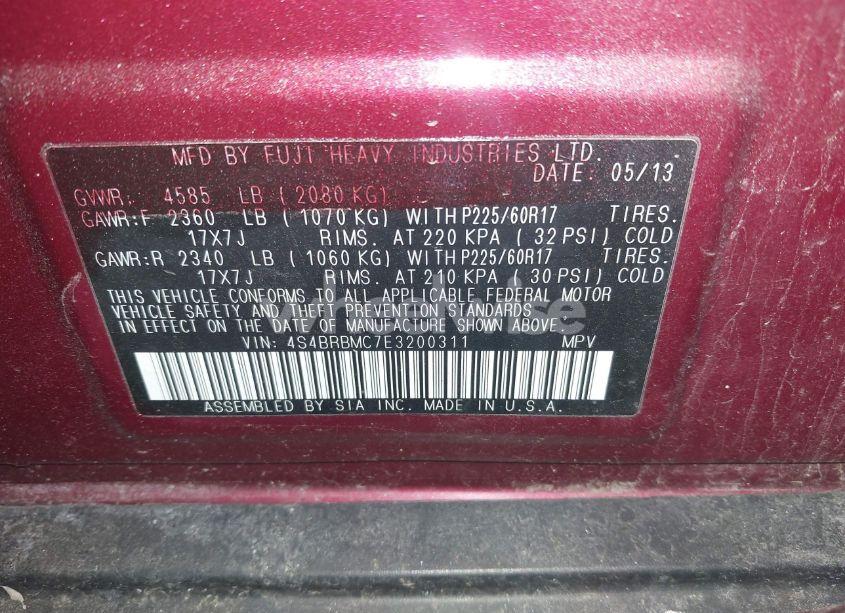 MFD BY FUJI HEAVY INDUSTRIES LTD.
DATE: 05/13
GVWR: 4585 LB ( 2080 KG)
GAWR:F 2360 LB ( 1070 KG) WITH P225/60R17 TIRES.
17X7J RIMS. AT 220 KPA ( 32 PSI) COLD
GAWR:R 2340 LB ( 1060 KG) WITH P225/60R17 TIRES.
17X7J RIMS. AT 210 KPA ( 30 PSI) COLD
THIS VEHICLE CONFORMS TO ALL APPLICABLE FEDERAL MOTOR
VEHICLE SAFETY AND THEFT PREVENTION STANDARDS
IN EFFECT ON THE DATE OF MANUFACTURE SHOWN ABOVE.
wheelwise
VIN: 4S4BRBMC7E3200311 MPV
ASSEMBLED BY SIA INC. MADE IN U.S.A.